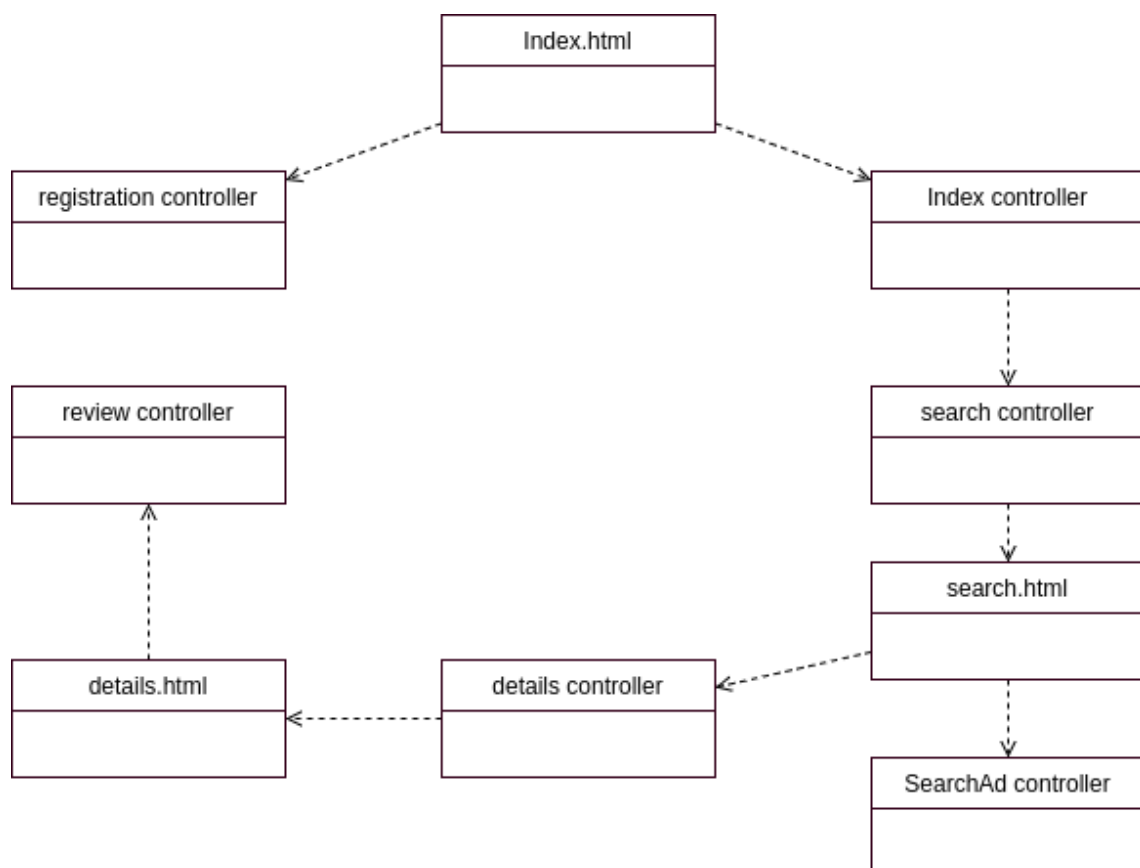 Index.html
registration controller
Index controller
review controller
search controller
search.html
details.html
details controller
SearchAd controller